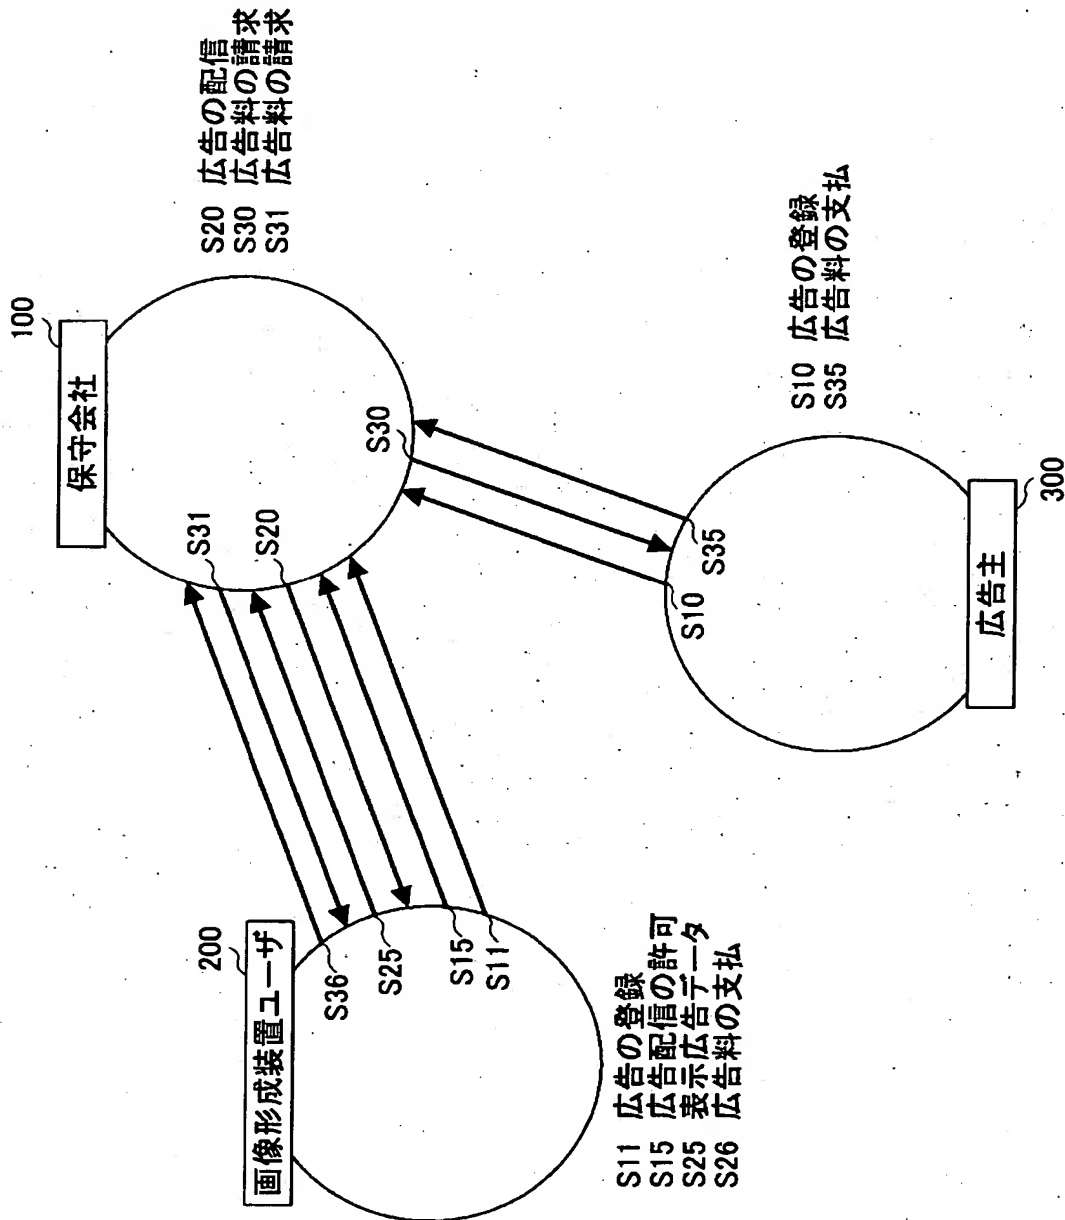 画像形成装置ユーザ
200
S36
S25
S15
S11
S11 広告の登録
S15 広告配信の許可
S25 表示広告データ
S26 広告料の支払
保守会社
100
S31
S20
S30
S20 広告の配信
S30 広告料の請求
S31 広告料の請求
S10
S35
広告主
300
S10 広告の登録
S35 広告料の支払